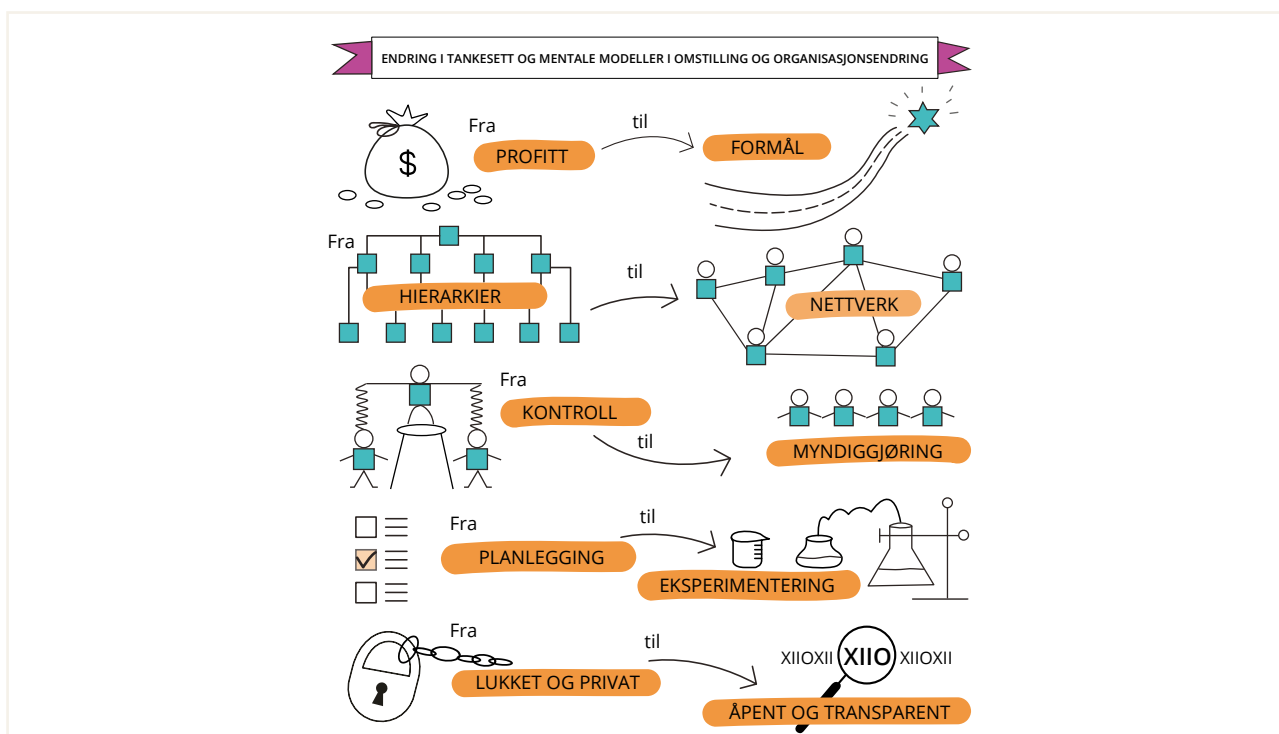 ENDRING I TANKESETT OG MENTALE MODELLER I OMSTILLING OG ORGANISASJONSENDRING
$
Fra
PROFITT
til
FORMÅL
Fra
HIERARKIER
til
NETTVERK
Fra
KONTROLL
til
MYNDIGGJØRING
Fra
PLANLEGGING
til
EKSPERIMENTERING
Fra
LUKKET OG PRIVAT
til
XIIOXII XIIO XIIOXII
ÅPENT OG TRANSPARENT